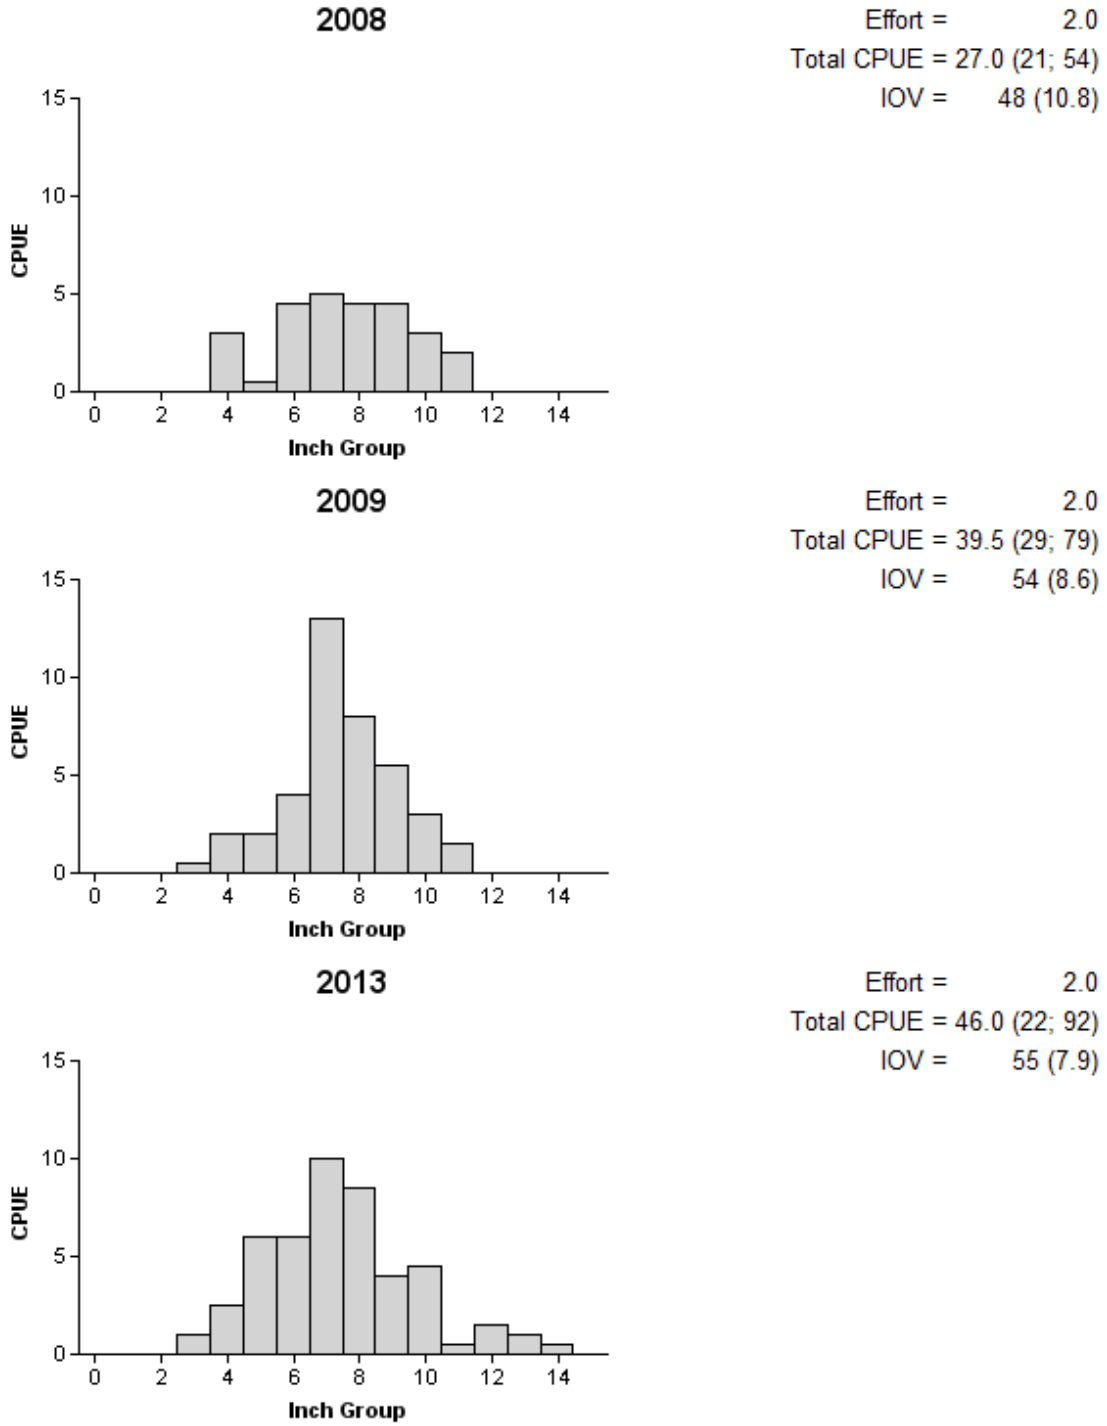 2008
Effort = 2.0
Total CPUE = 27.0 (21; 54)
IOV = 48 (10.8)
15
10
5
0
CPUE
0 2 4 6 8 10 12 14
Inch Group
2009
Effort = 2.0
Total CPUE = 39.5 (29; 79)
IOV = 54 (8.6)
15
10
5
0
CPUE
0 2 4 6 8 10 12 14
Inch Group
2013
Effort = 2.0
Total CPUE = 46.0 (22; 92)
IOV = 55 (7.9)
15
10
5
0
CPUE
0 2 4 6 8 10 12 14
Inch Group